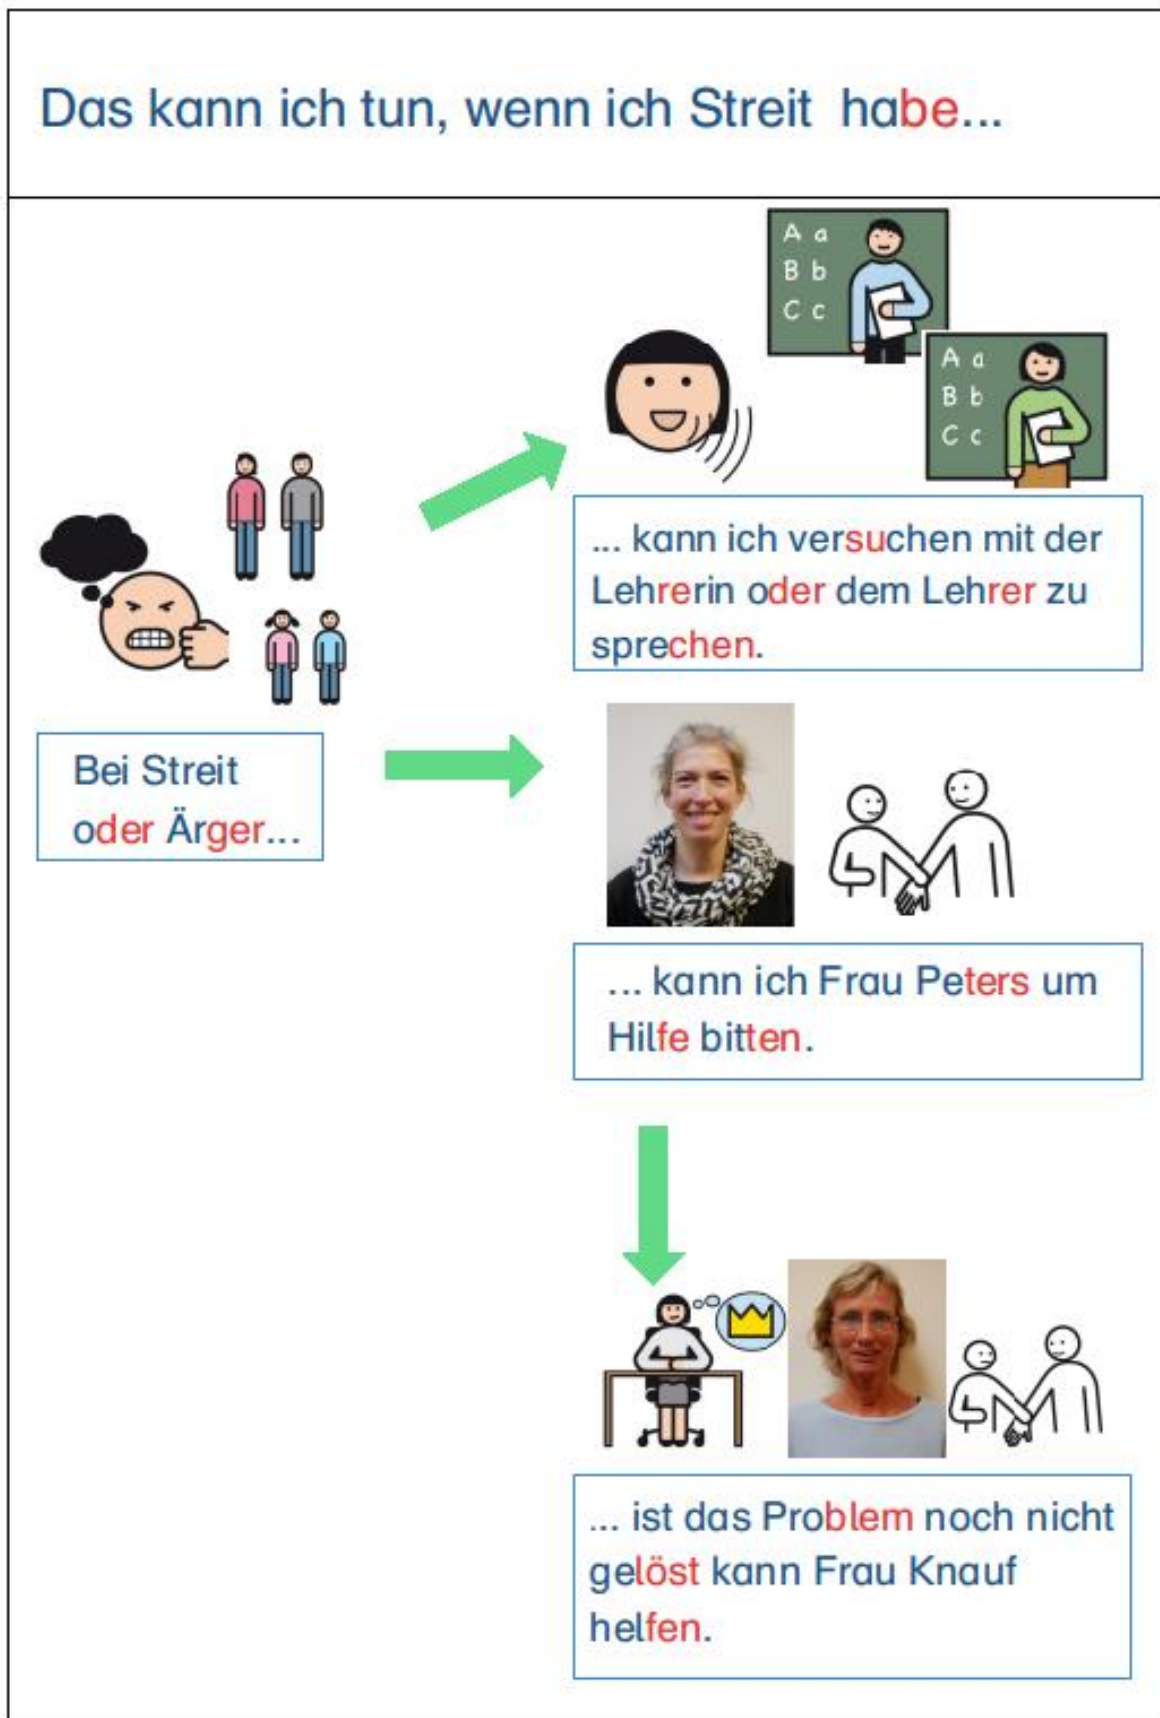 Das kann ich tun, wenn ich Streit habe...
A a
B b
C c
A a
B b
C c
... kann ich versuchen mit der
Lehrerin oder dem Lehrer zu
sprechen.
Bei Streit
oder Ärger...
... kann ich Frau Peters um
Hilfe bitten.
... ist das Problem noch nicht
gelöst kann Frau Knauf
helfen.